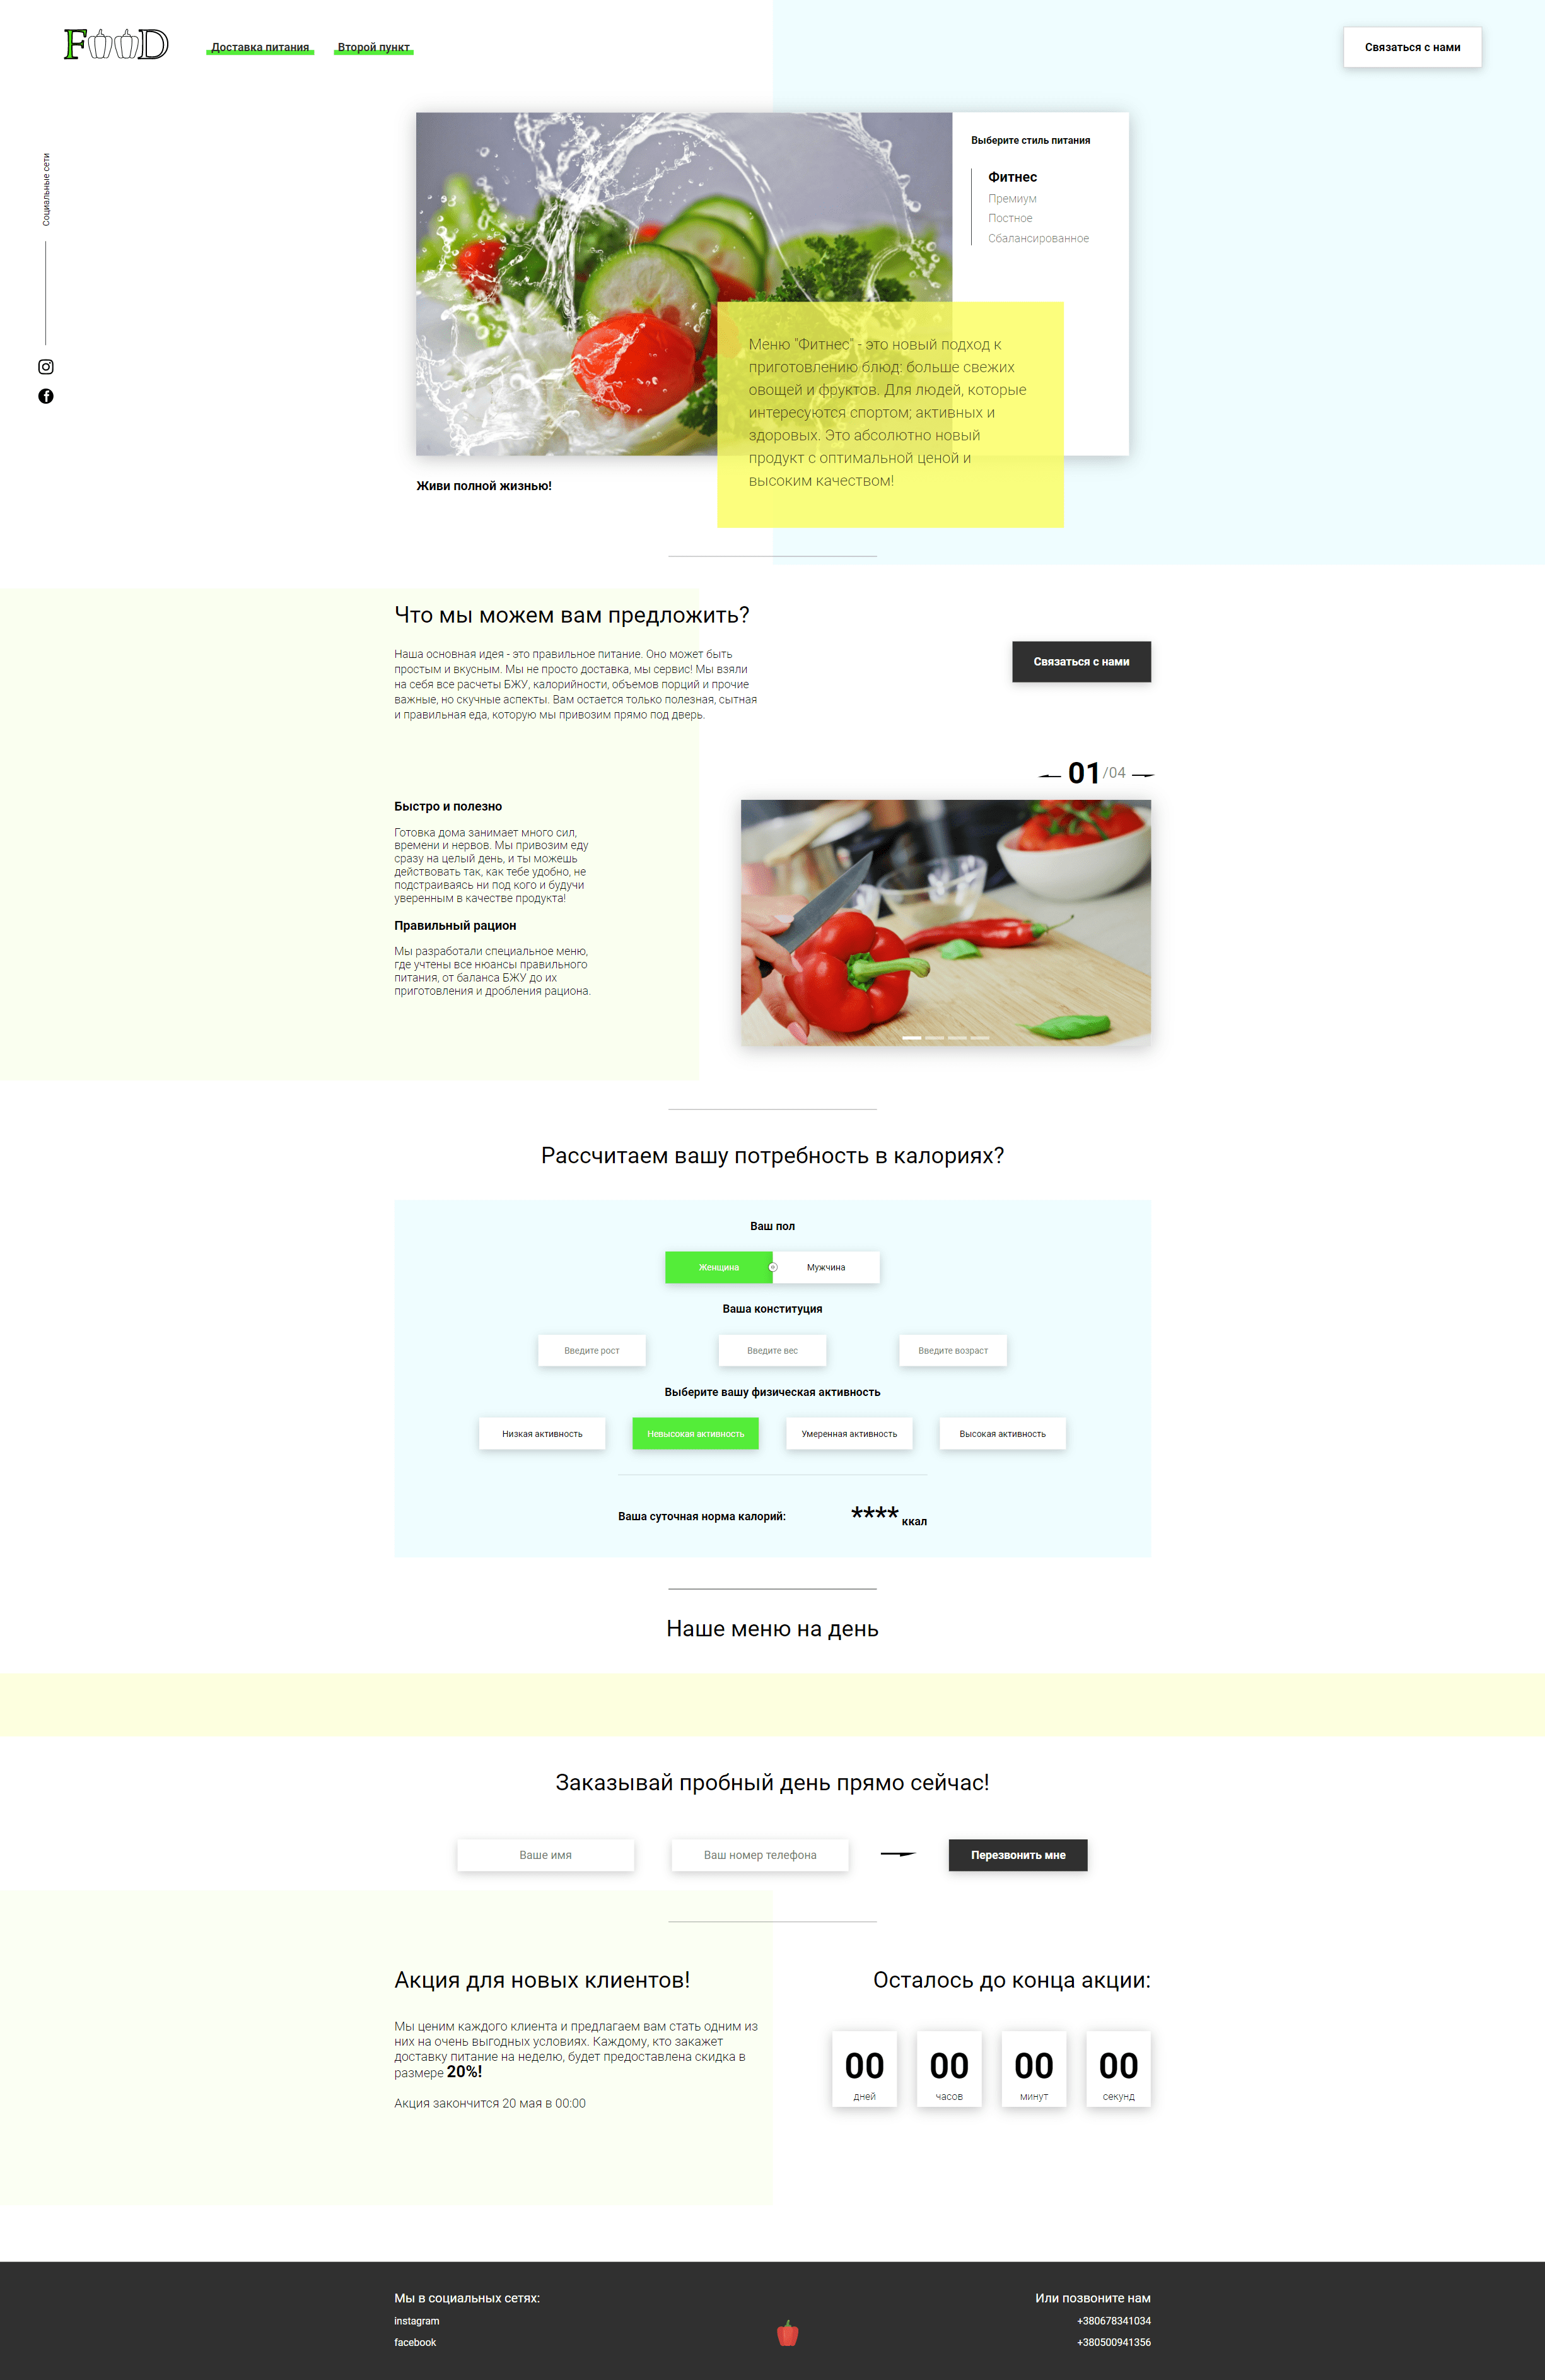 FOOD
Доставка питания
Второй пункт
Связаться с нами
Социальные сети
Выберите стиль питания
Фитнес
Премиум
Постное
Сбалансированное
Меню "Фитнес" - это новый подход к
приготовлению блюд: больше свежих
овощей и фруктов. Для людей, которые
интересуются спортом; активных и
здоровых. Это абсолютно новый
продукт с оптимальной ценой и
высоким качеством!
Живи полной жизнью!
Что мы можем вам предложить?
Наша основная идея - это правильное питание. Оно может быть
простым и вкусным. Мы не просто доставка, мы сервис! Мы взяли
на себя все расчеты БЖУ, калорийности, объемов порций и прочие
важные, но скучные аспекты. Вам остается только полезная, сытная
и правильная еда, которую мы привозим прямо под дверь.
Связаться с нами
01/04
Быстро и полезно
Готовка дома занимает много сил,
времени и нервов. Мы привозим еду
сразу на целый день, и ты можешь
действовать так, как тебе удобно, не
подстраиваясь ни под кого и будучи
уверенным в качестве продукта!
Правильный рацион
Мы разработали специальное меню,
где учтены все нюансы правильного
питания, от баланса БЖУ до их
приготовления и дробления рациона.
Рассчитаем вашу потребность в калориях?
Ваш пол
Женщина
Мужчина
Ваша конституция
Введите рост
Введите вес
Введите возраст
Выберите вашу физическая активность
Низкая активность
Невысокая активность
Умеренная активность
Высокая активность
Ваша суточная норма калорий:
**** ккал
Наше меню на день
Заказывай пробный день прямо сейчас!
Ваше имя
Ваш номер телефона
Перезвонить мне
Акция для новых клиентов!
Мы ценим каждого клиента и предлагаем вам стать одним из
них на очень выгодных условиях. Каждому, кто закажет
доставку питание на неделю, будет предоставлена скидка в
размере 20%!
Акция закончится 20 мая в 00:00
Осталось до конца акции:
00 00 00 00
дней часов минут секунд
Мы в социальных сетях:
instagram
facebook
Или позвоните нам
+380678341034
+380500941356